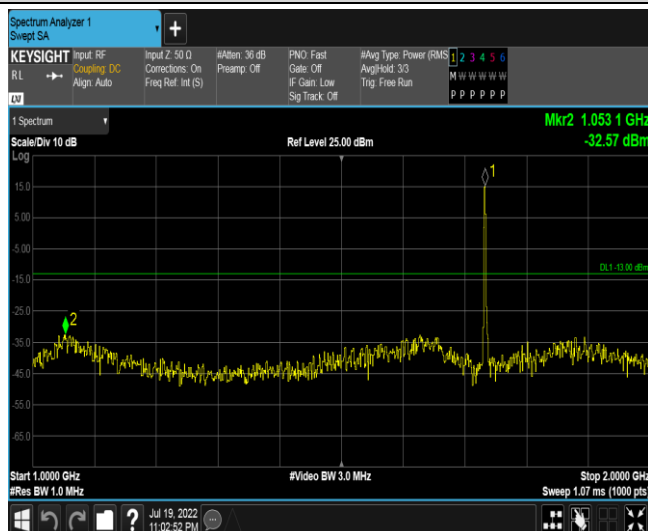 Spectrum Analyzer 1
Swept SA
+
KEYSIGHT
RL
Input: RF
Coupling: DC
Align: Auto
Input Z: 50 Ω
Corrections: On
Freq Ref: Int (S)
#Atten: 36 dB
Preamp: Off
PNO: Fast
Gate: Off
IF Gain: Low
Sig Track: Off
#Avg Type: Power (RMS
Avg|Hold: 3/3
Trig: Free Run
1 2 3 4 5 6
M W W W W W
P P P P P P
LXI
1 Spectrum
Mkr2 1.053 1 GHz
Scale/Div 10 dB
Ref Level 25.00 dBm
-32.57 dBm
Log
1
15.0
5.00
-5.00
DL1 -13.00 dBm
-15.0
-25.0
2
-35.0
-45.0
-55.0
-65.0
Start 1.0000 GHz
#Video BW 3.0 MHz
Stop 2.0000 GHz
#Res BW 1.0 MHz
Sweep 1.07 ms (1000 pts)
?
Jul 19, 2022
11:02:52 PM